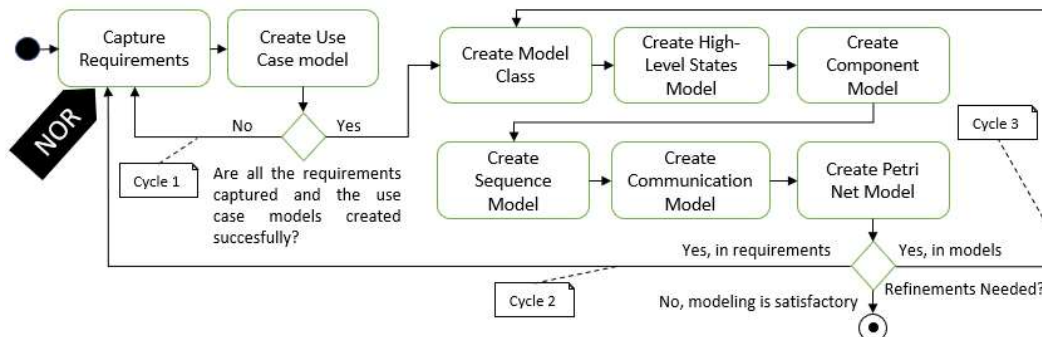 Capture
Requirements
Create Use
Case model
Create Model
Class
Create High-
Level States
Model
Create
Component
Model
NOR
No
Yes
Cycle 1
Are all the requirements
captured and the use
case models created
succesfully?
Cycle 3
Create
Sequence
Model
Create
Communication
Model
Create Petri
Net Model
Yes, in requirements
Yes, in models
Cycle 2
Refinements Needed?
No, modeling is satisfactory